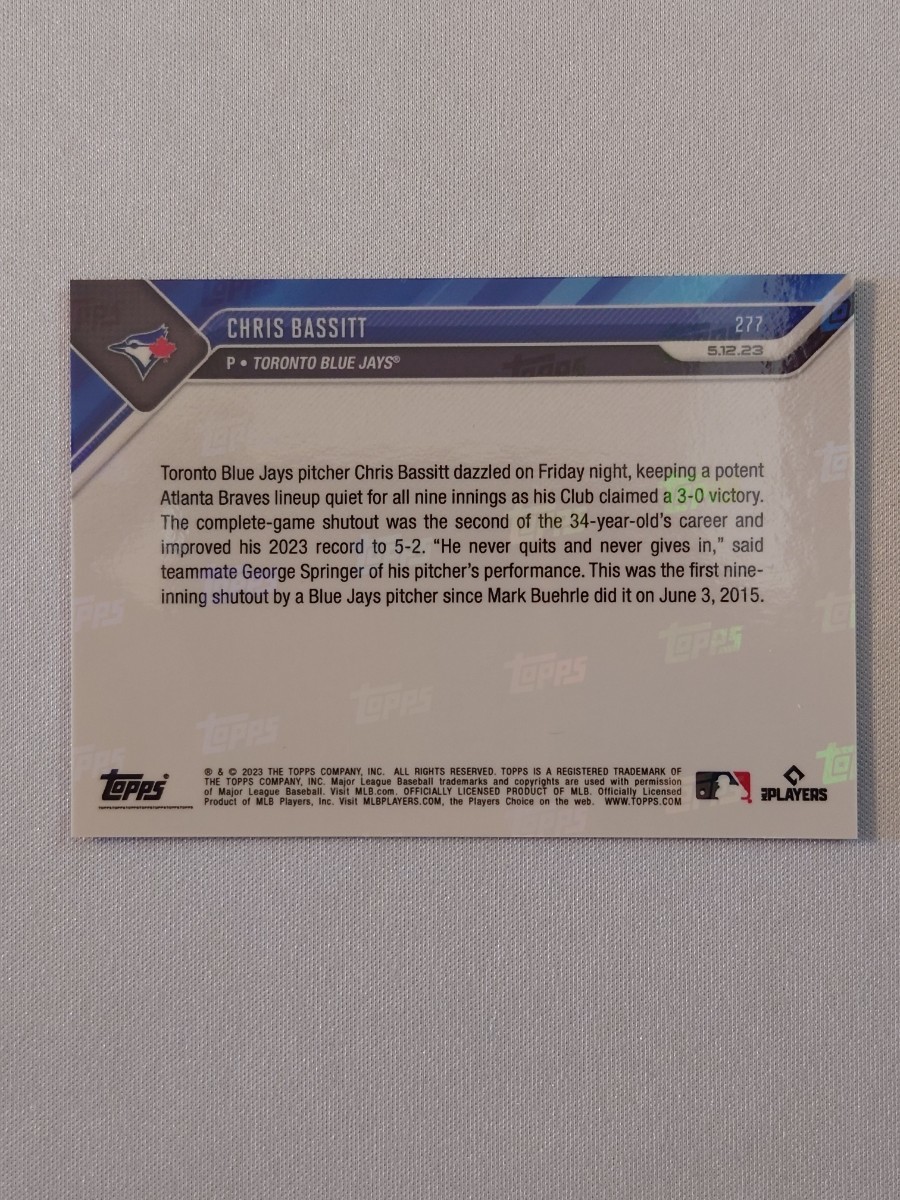 CHRIS BASSITT
277
P • TORONTO BLUE JAYS®
5.12.23
Toronto Blue Jays pitcher Chris Bassitt dazzled on Friday night, keeping a potent
Atlanta Braves lineup quiet for all nine innings as his Club claimed a 3-0 victory.
The complete-game shutout was the second of the 34-year-old's career and
improved his 2023 record to 5-2. “He never quits and never gives in,” said
teammate George Springer of his pitcher's performance. This was the first nine-
inning shutout by a Blue Jays pitcher since Mark Buehrle did it on June 3, 2015.
topps
topps
topps
topps
topps
® & © 2023 THE TOPPS COMPANY, INC. ALL RIGHTS RESERVED. TOPPS IS A REGISTERED TRADEMARK OF
THE TOPPS COMPANY, INC. Major League Baseball trademarks and copyrights are used with permission
of Major League Baseball. Visit MLB.com. OFFICIALLY LICENSED PRODUCT OF MLB. Officially Licensed
Product of MLB Players, Inc. Visit MLBPLAYERS.COM, the Players Choice on the web. WWW.TOPPS.COM
PLAYERS